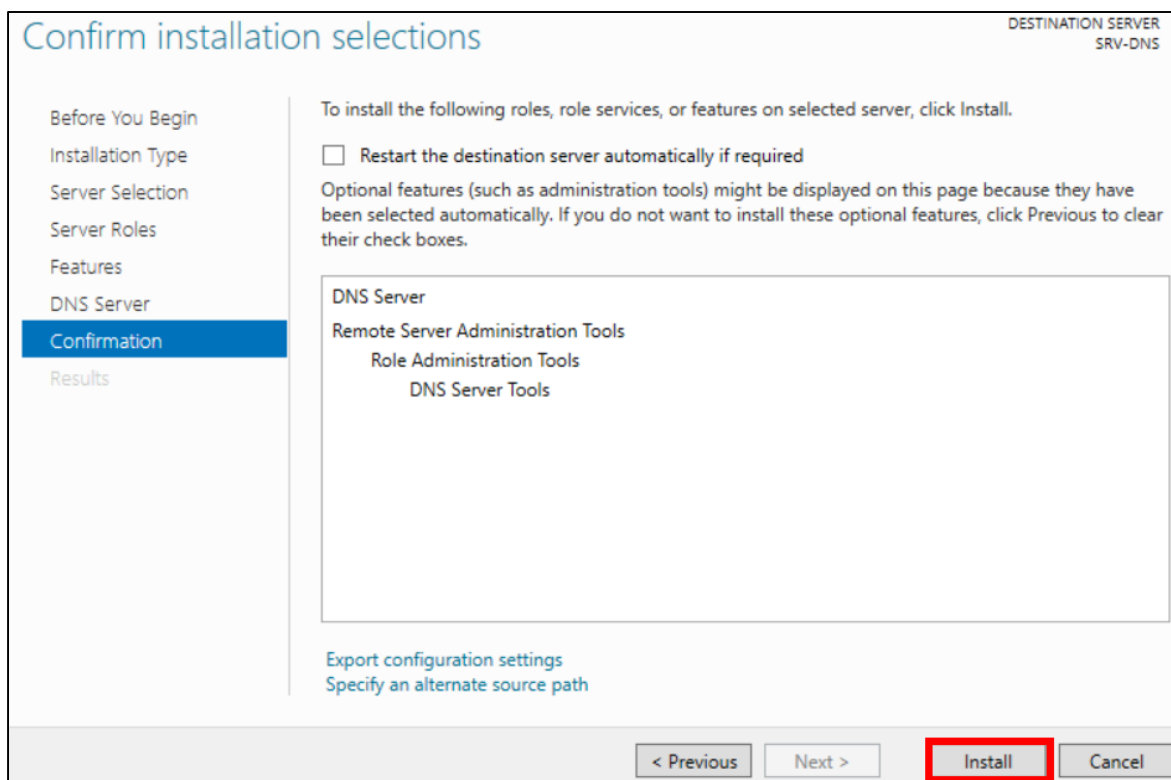 Confirm installation selections
DESTINATION SERVER
SRV-DNS
Before You Begin
Installation Type
Server Selection
Server Roles
Features
DNS Server
Confirmation
Results
To install the following roles, role services, or features on selected server, click Install.
Restart the destination server automatically if required
Optional features (such as administration tools) might be displayed on this page because they have
been selected automatically. If you do not want to install these optional features, click Previous to clear
their check boxes.
DNS Server
Remote Server Administration Tools
Role Administration Tools
DNS Server Tools
Export configuration settings
Specify an alternate source path
< Previous
Next >
Install
Cancel